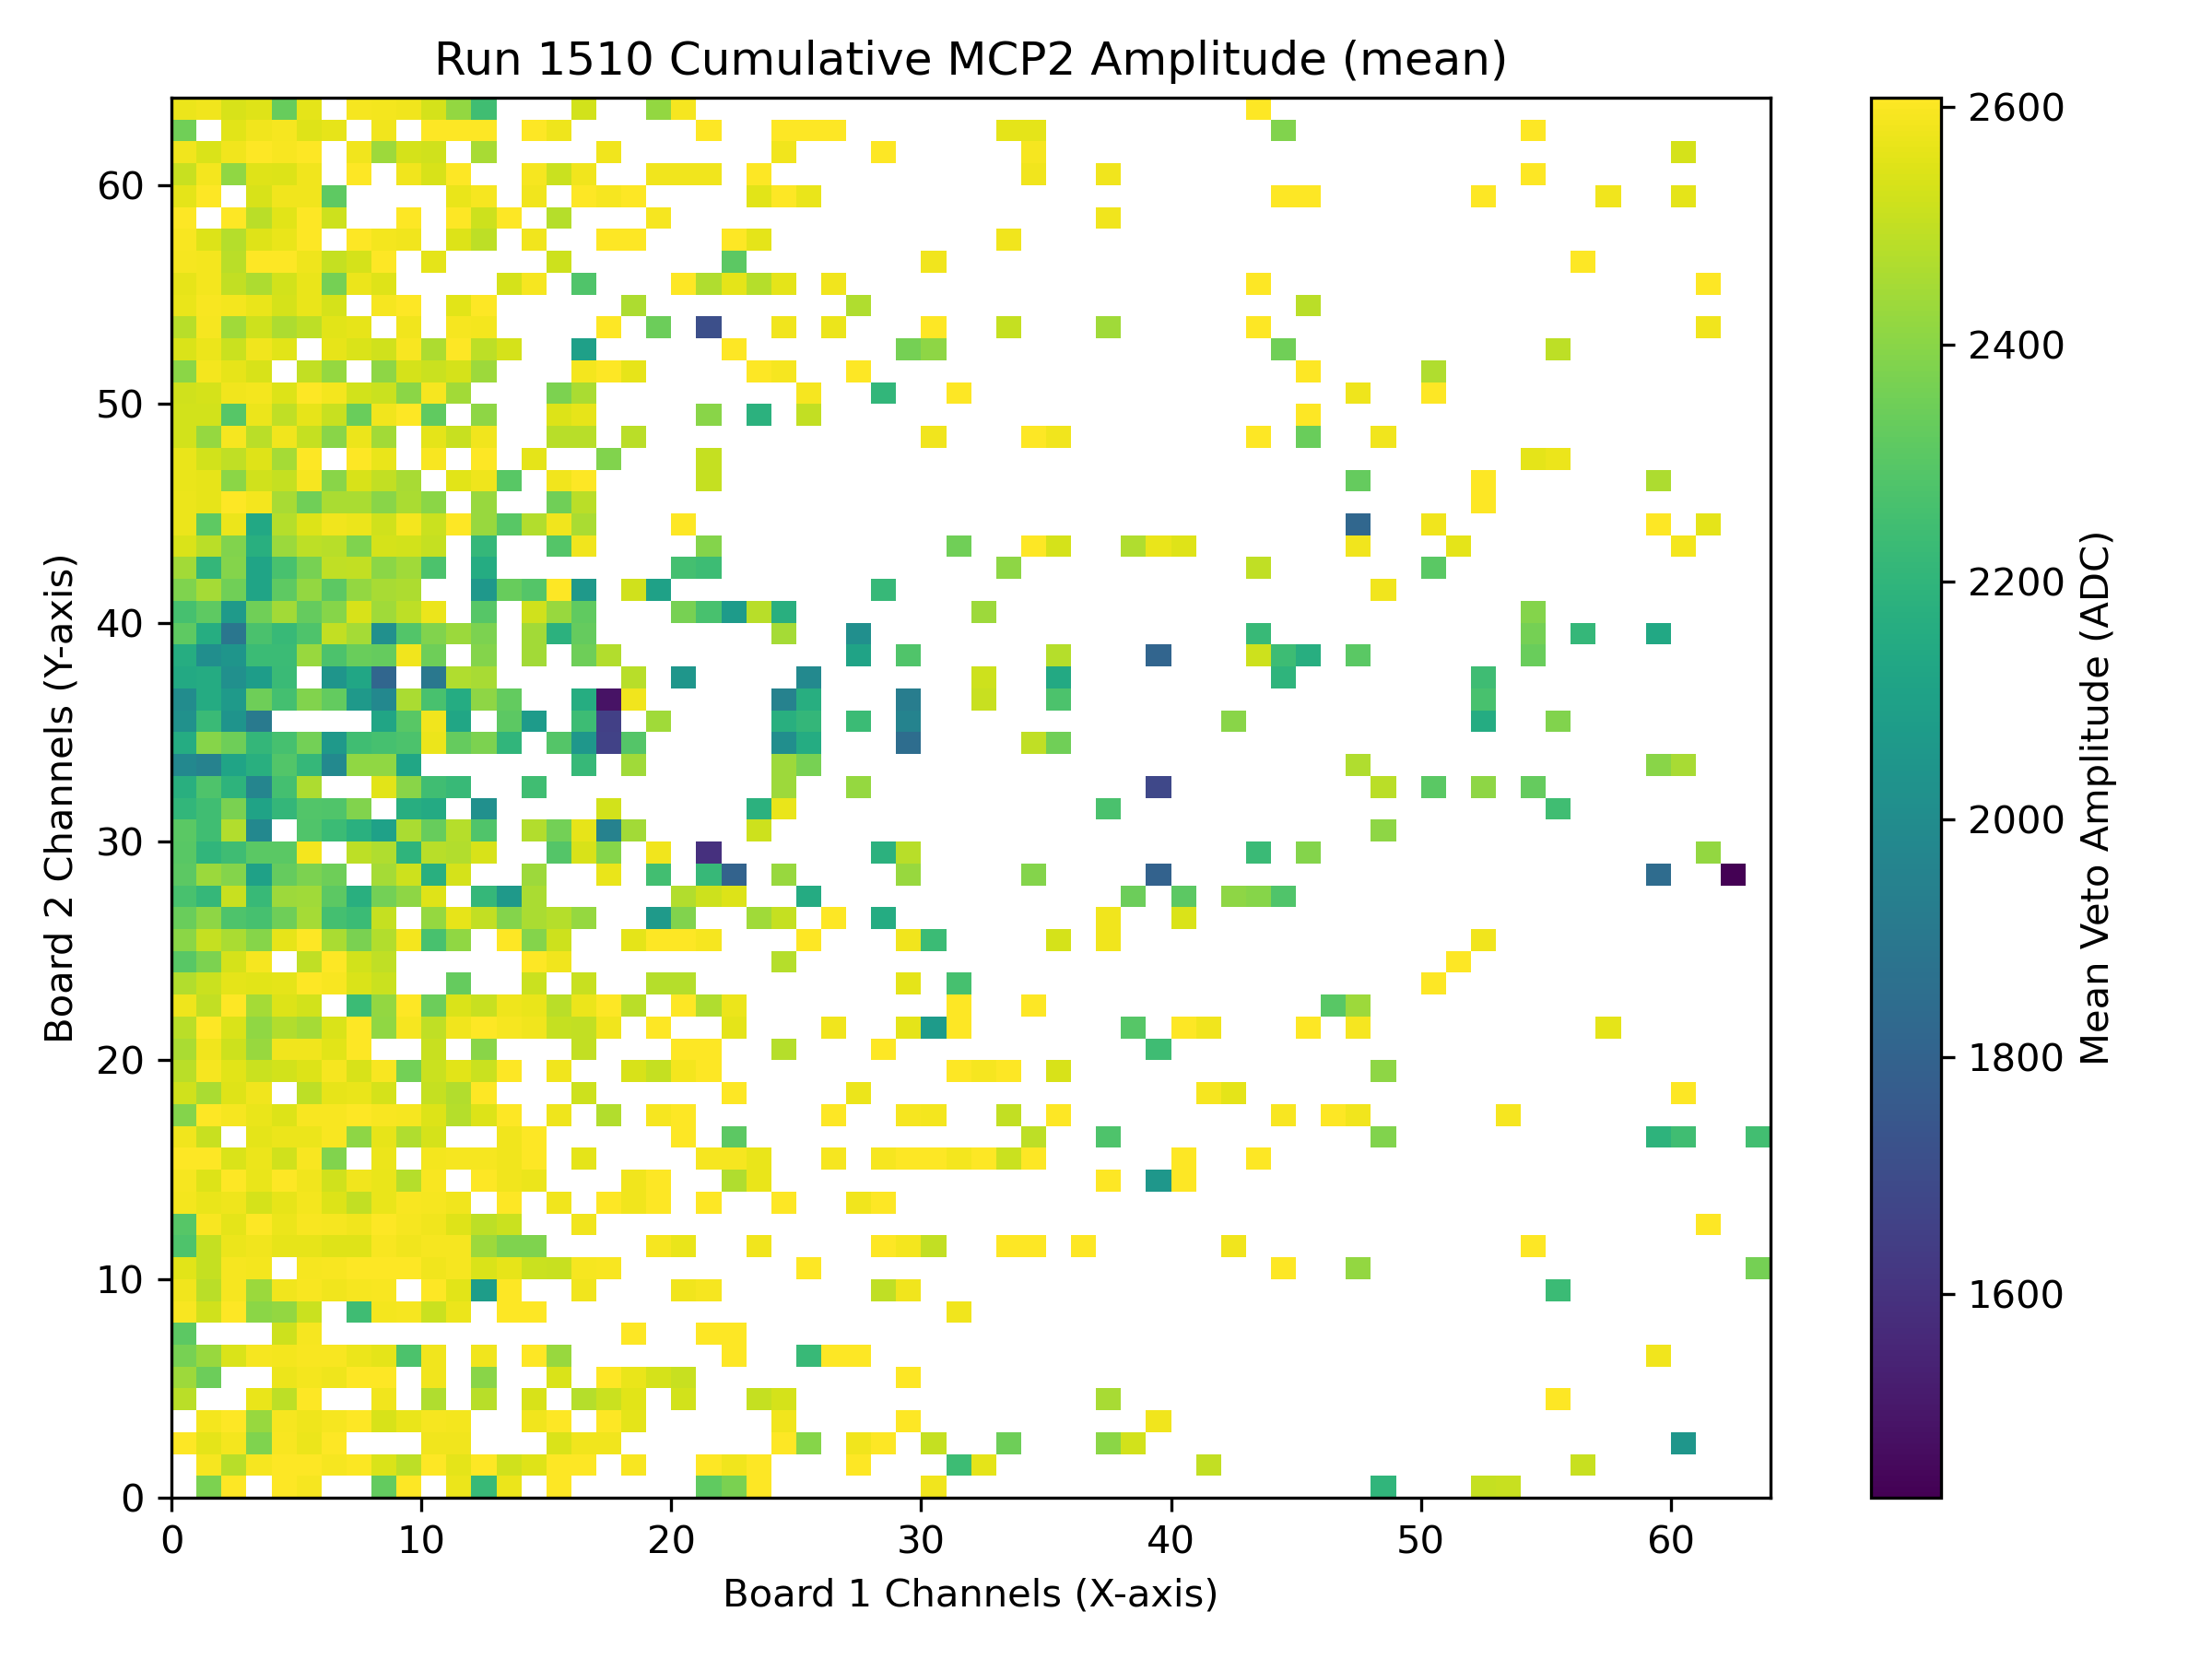 Run 1510 Cumulative MCP2 Amplitude (mean)
Board 2 Channels (Y-axis)
60
50
40
30
20
10
0
0 10 20 30 40 50 60
Board 1 Channels (X-axis)
2600
2400
2200
2000
1800
1600
Mean Veto Amplitude (ADC)